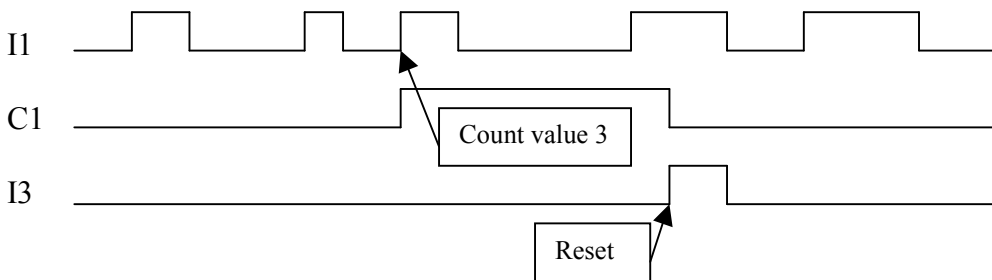 I1
C1
Count value 3
I3
Reset